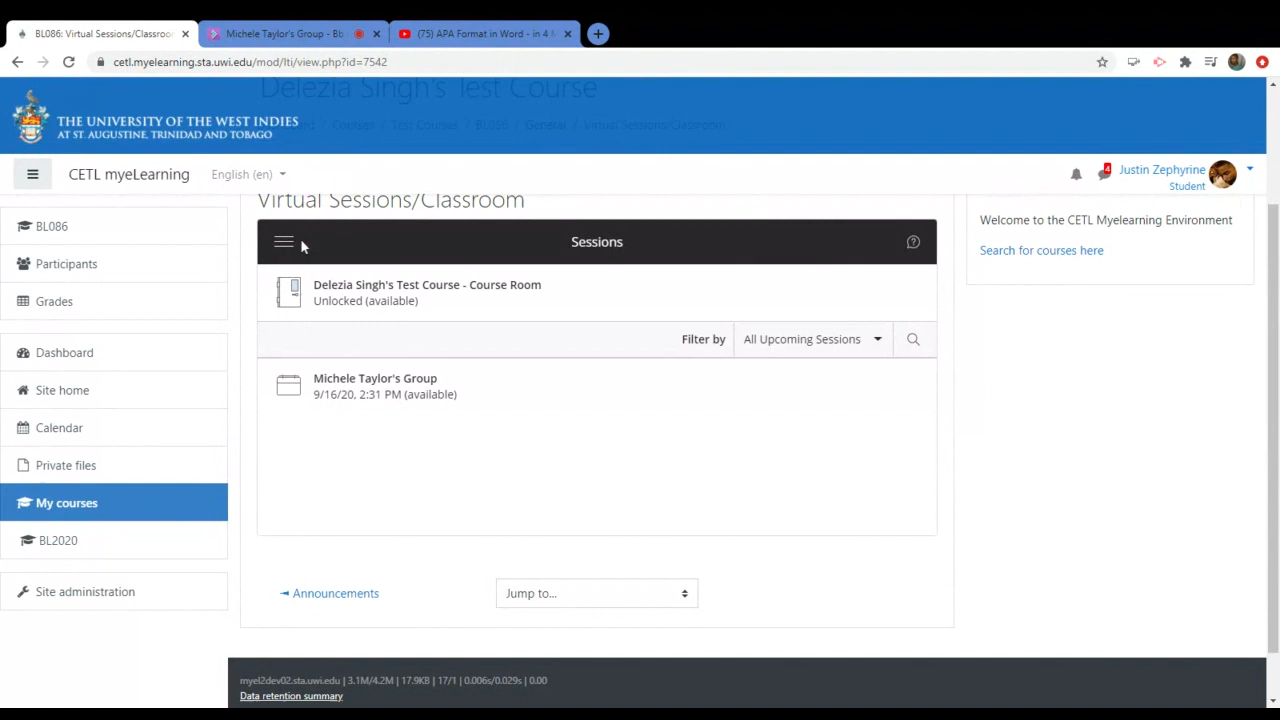 BL086: Virtual Sessions/Classroom
Michele Taylor's Group - Bb
(75) APA Format in Word - in 4 M
cetl.myelearning.sta.uwi.edu/mod/lti/view.php?id=7542
Delezia Singh's Test Course
Courses / Test Courses / BL086 / General / Virtual Sessions/Classroom
THE UNIVERSITY OF THE WEST INDIES
AT ST. AUGUSTINE, TRINIDAD AND TOBAGO
CETL myeLearning
English (en)
4
Justin Zephyrine
Student
BL086
Participants
Grades
Dashboard
Site home
Calendar
Private files
My courses
BL2020
Site administration
Virtual Sessions/Classroom
Sessions
Delezia Singh's Test Course - Course Room
Unlocked (available)
Filter by
All Upcoming Sessions
Michele Taylor's Group
9/16/20, 2:31 PM (available)
◄ Announcements
Jump to...
Welcome to the CETL Myelearning Environment
Search for courses here
myel2dev02.sta.uwi.edu | 3.1M/4.2M | 17.9KB | 17/1 | 0.006s/0.029s | 0.00
Data retention summary